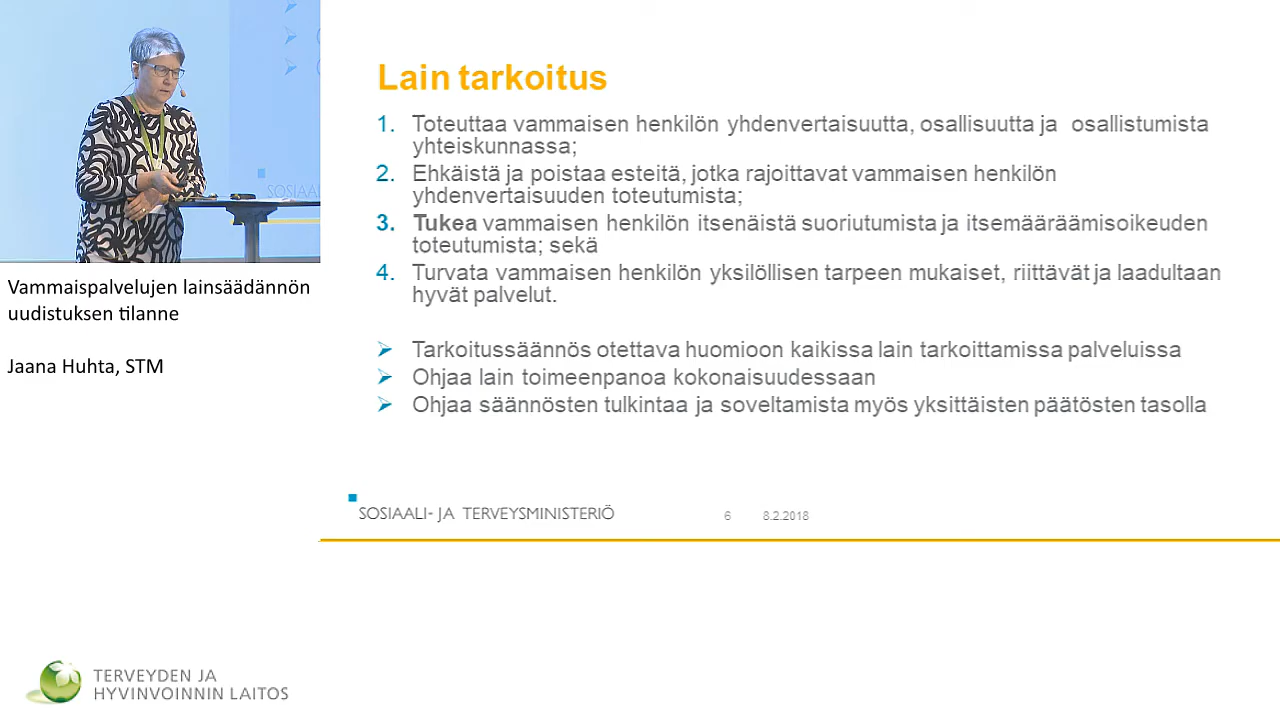 SOSIAAL
Vammaispalvelujen lainsäädännön
uudistuksen tilanne
Jaana Huhta, STM
Lain tarkoitus
1. Toteuttaa vammaisen henkilön yhdenvertaisuutta, osallisuutta ja osallistumista
yhteiskunnassa;
2. Ehkäistä ja poistaa esteitä, jotka rajoittavat vammaisen henkilön
yhdenvertaisuuden toteutumista;
3. Tukea vammaisen henkilön itsenäistä suoriutumista ja itsemääräämisoikeuden
toteutumista; sekä
4. Turvata vammaisen henkilön yksilöllisen tarpeen mukaiset, riittävät ja laadultaan
hyvät palvelut.
➢ Tarkoitussäännös otettava huomioon kaikissa lain tarkoittamissa palveluissa
➢ Ohjaa lain toimeenpanoa kokonaisuudessaan
➢ Ohjaa säännösten tulkintaa ja soveltamista myös yksittäisten päätösten tasolla
SOSIAALI- JA TERVEYSMINISTERIÖ 6 8.2.2018
TERVEYDEN JA
HYVINVOINNIN LAITOS